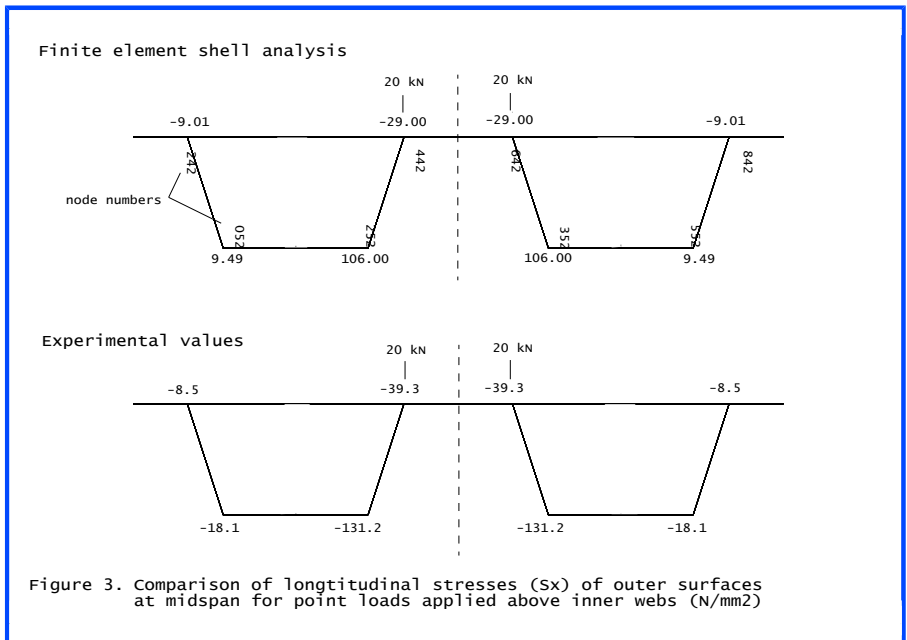 Finite element shell analysis
20 kN 20 kN
-9.01 -29.00 -29.00 -9.01
242 442 642 842
node numbers
052 252 352 552
9.49 106.00 106.00 9.49
Experimental values
20 kN 20 kN
-8.5 -39.3 -39.3 -8.5
-18.1 -131.2 -131.2 -18.1
Figure 3. Comparison of longtitudinal stresses (Sx) of outer surfaces
at midspan for point loads applied above inner webs (N/mm2)